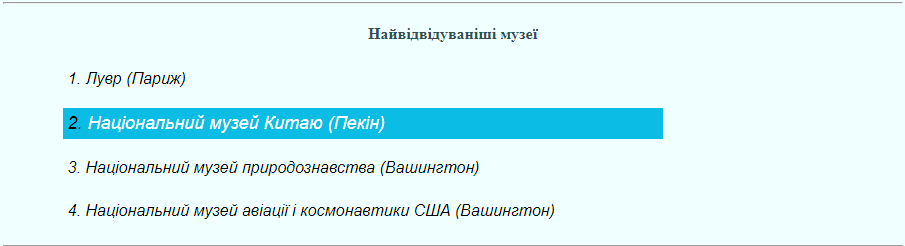 Найвідвідуваніші музеї
1. Лувр (Париж)
2. Національний музей Китаю (Пекін)
3. Національний музей природознавства (Вашингтон)
4. Національний музей авіації і космонавтики США (Вашингтон)